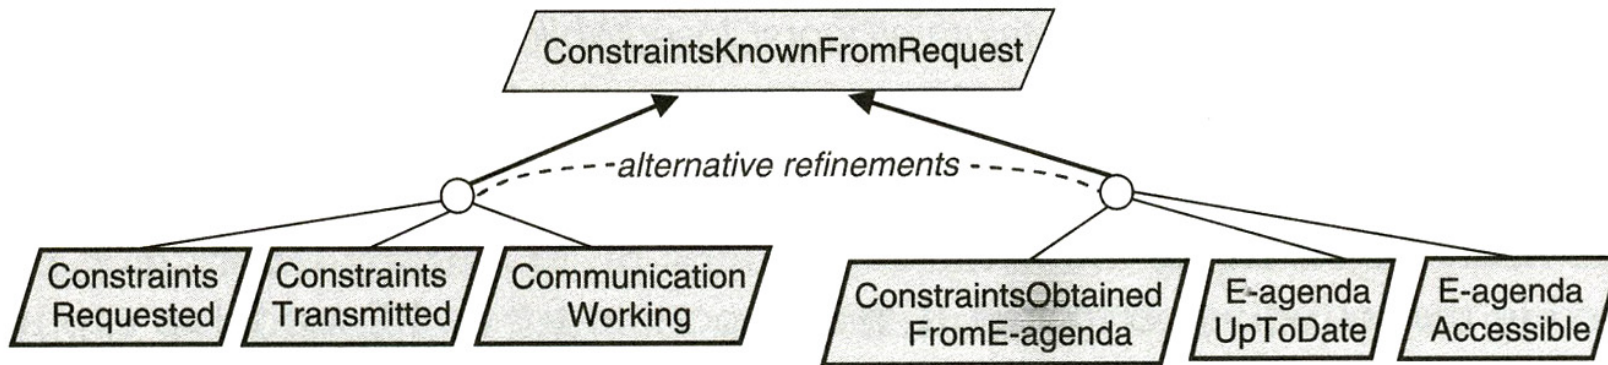 ConstraintsKnownFromRequest
alternative refinements
Constraints
Requested
Constraints
Transmitted
Communication
Working
ConstraintsObtained
FromE-agenda
E-agenda
UpToDate
E-agenda
Accessible